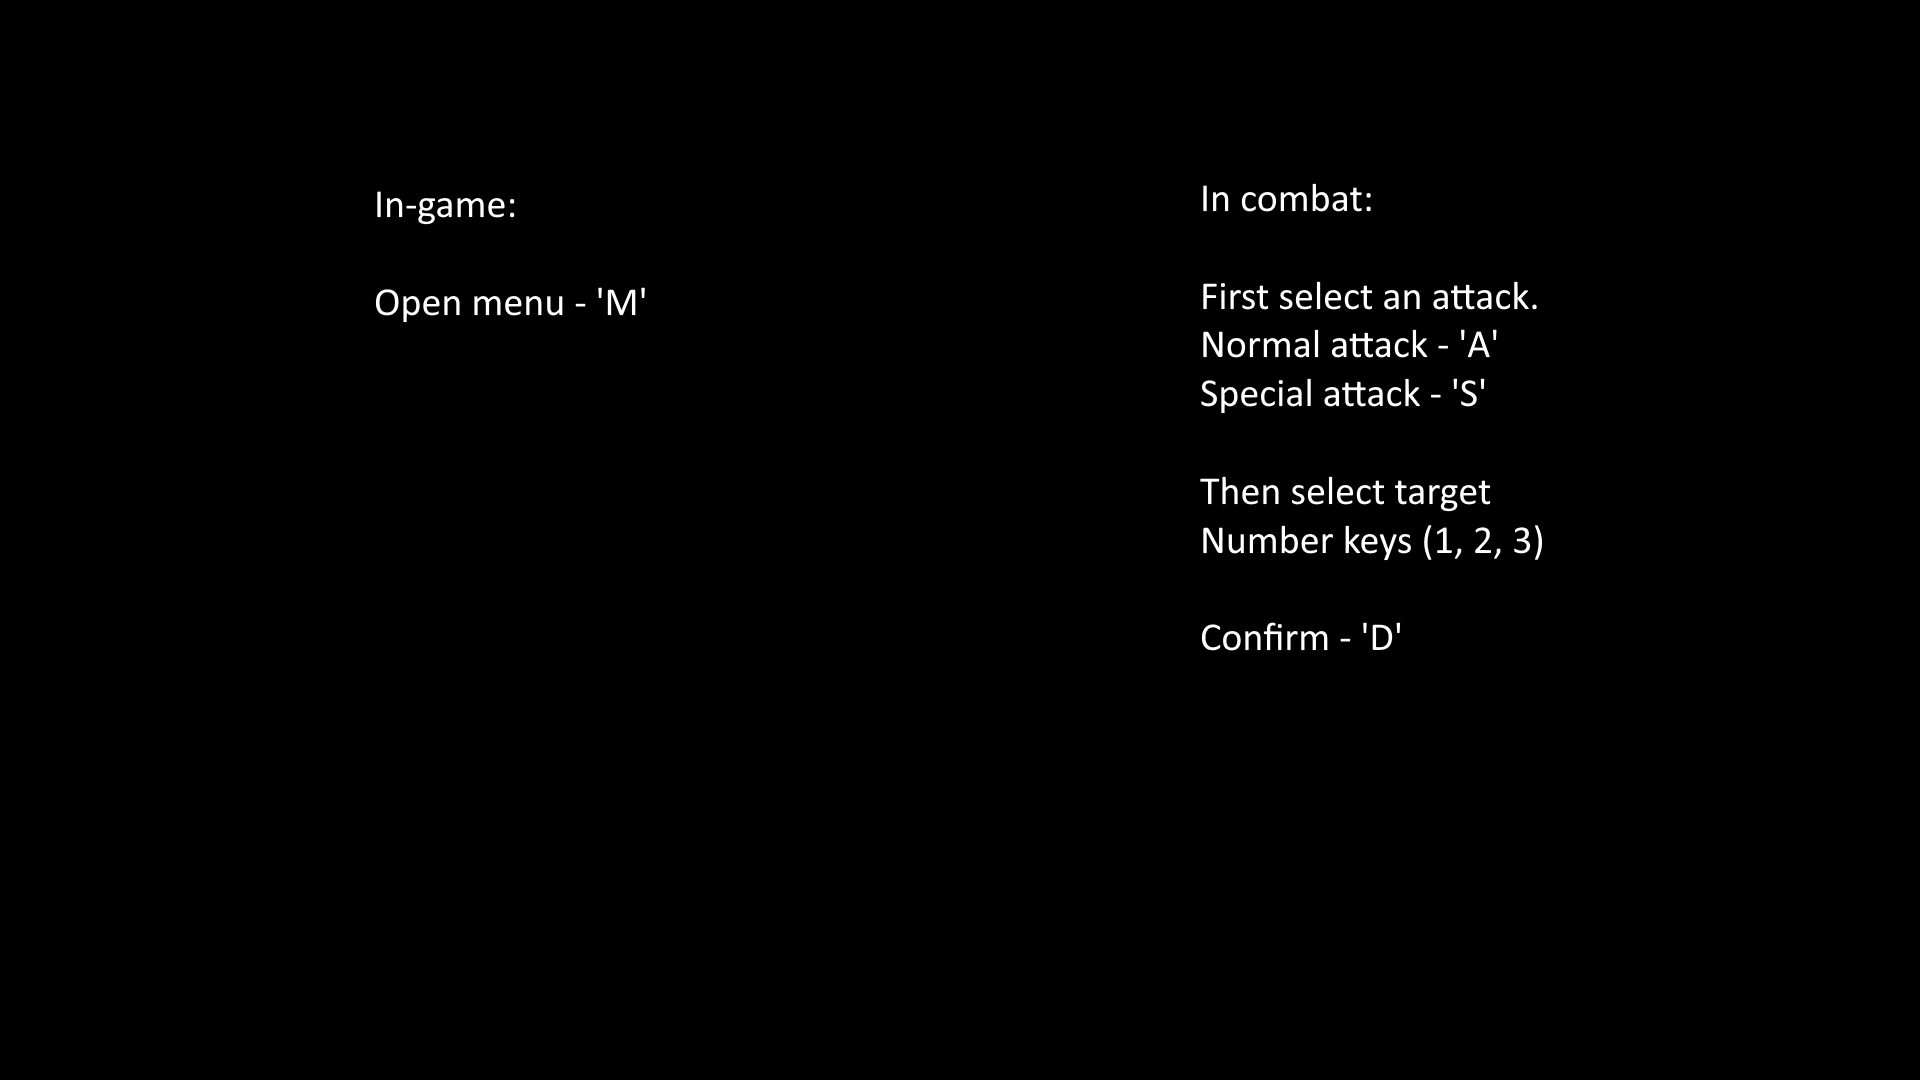 In-game:
Open menu - 'M'
In combat:
First select an attack.
Normal attack - 'A'
Special attack - 'S'
Then select target
Number keys (1, 2, 3)
Confirm - 'D'